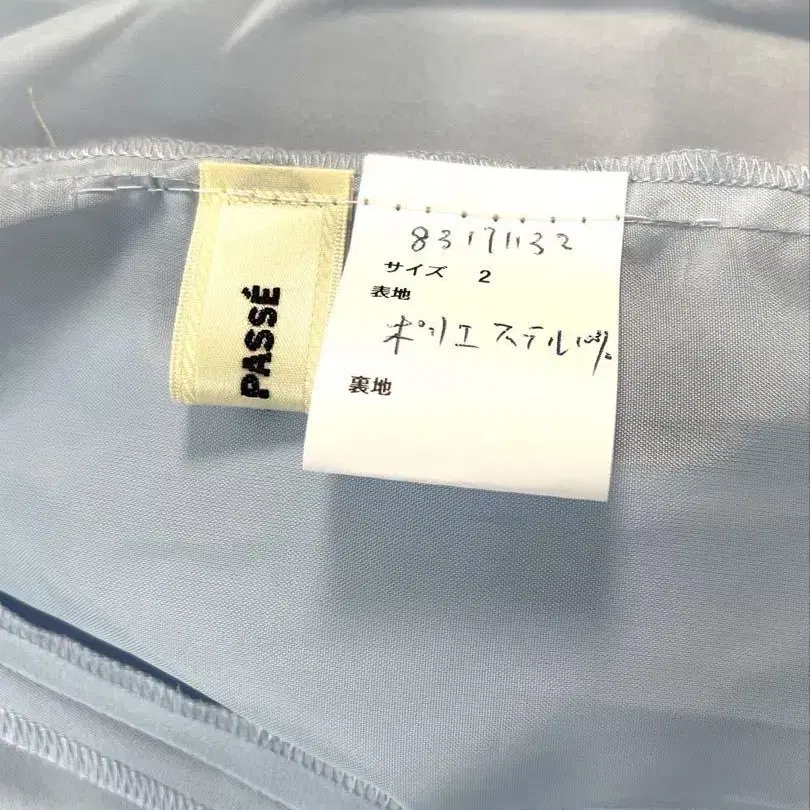 PASSÉ
83171132
サイズ 2
表地
ポリエステル100%
裏地